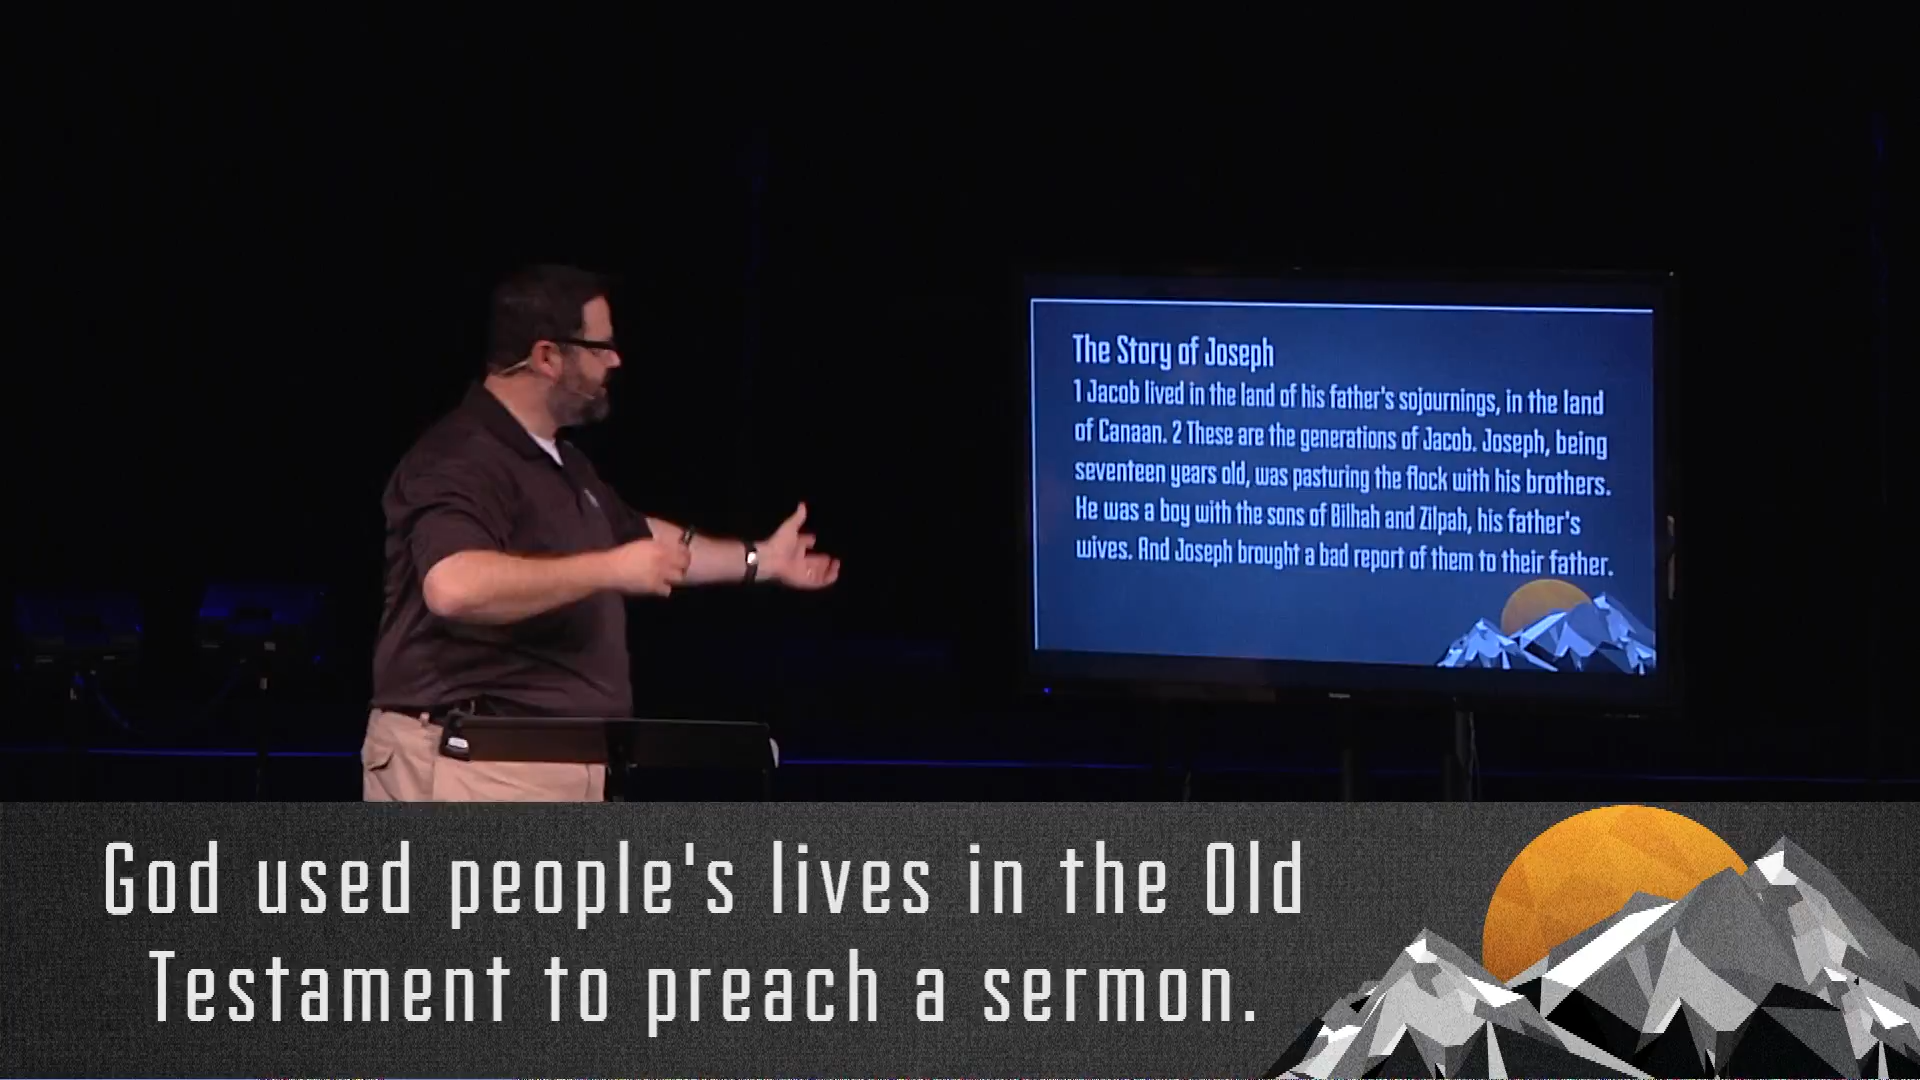 The Story of Joseph
1 Jacob lived in the land of his father's sojournings, in the land
of Canaan. 2 These are the generations of Jacob. Joseph, being
seventeen years old, was pasturing the flock with his brothers.
He was a boy with the sons of Bilhah and Zilpah, his father's
wives. And Joseph brought a bad report of them to their father.
God used people's lives in the Old
Testament to preach a sermon.